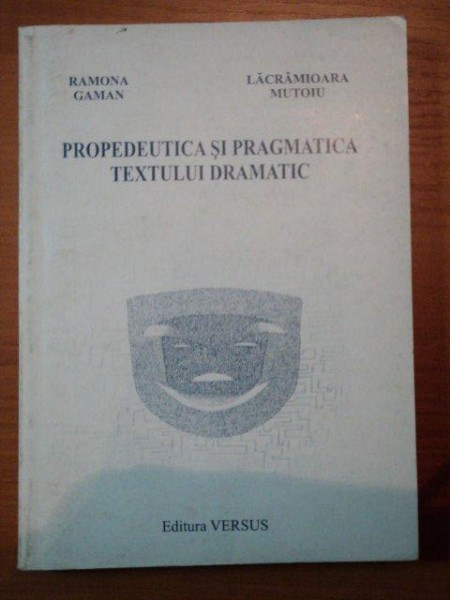 RAMONA
GAMAN
LĂCRĂMIOARA
MUTOIU
PROPEDEUTICA ŞI PRAGMATICA
TEXTULUI DRAMATIC
Editura VERSUS